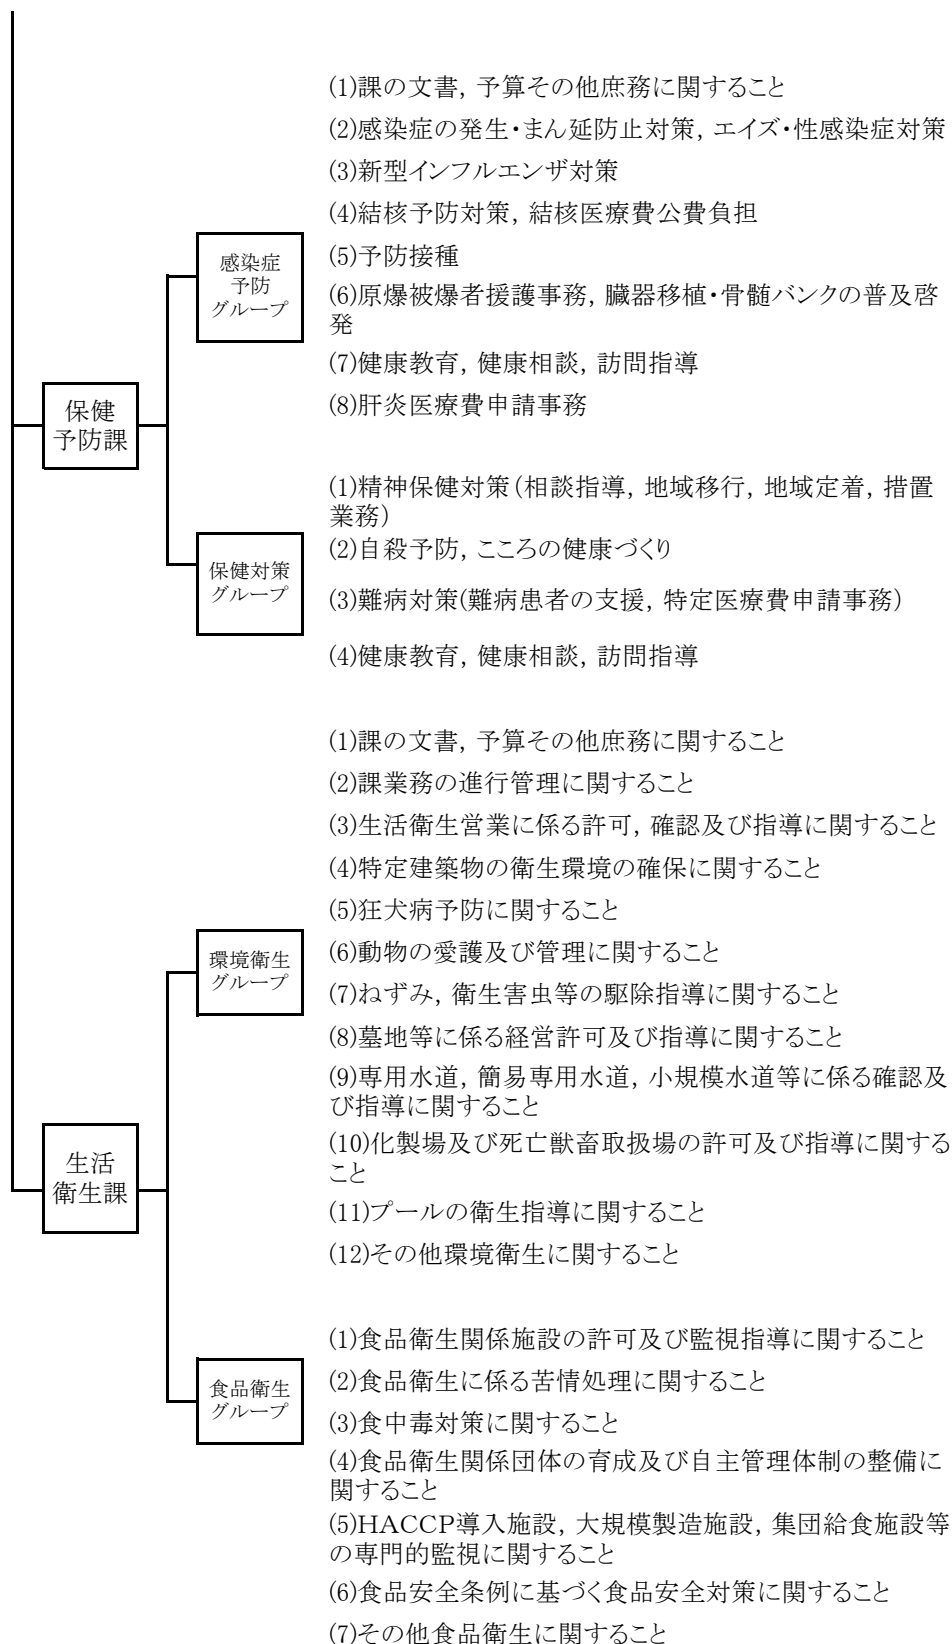 (1)課の文書, 予算その他庶務に関すること
(2)感染症の発生・まん延防止対策, エイズ・性感染症対策
(3)新型インフルエンザ対策
(4)結核予防対策, 結核医療費公費負担
感染症
予防
グループ
(5)予防接種
(6)原爆被爆者援護事務, 臓器移植・骨髄バンクの普及啓
発
(7)健康教育, 健康相談, 訪問指導
(8)肝炎医療費申請事務
保健
予防課
(1)精神保健対策(相談指導, 地域移行, 地域定着, 措置
業務)
(2)自殺予防, こころの健康づくり
保健対策
グループ
(3)難病対策(難病患者の支援, 特定医療費申請事務)
(4)健康教育, 健康相談, 訪問指導
(1)課の文書, 予算その他庶務に関すること
(2)課業務の進行管理に関すること
(3)生活衛生営業に係る許可, 確認及び指導に関すること
(4)特定建築物の衛生環境の確保に関すること
(5)狂犬病予防に関すること
環境衛生
グループ
(6)動物の愛護及び管理に関すること
(7)ねずみ, 衛生害虫等の駆除指導に関すること
(8)墓地等に係る経営許可及び指導に関すること
(9)専用水道, 簡易専用水道, 小規模水道等に係る確認及
び指導に関すること
(10)化製場及び死亡獣畜取扱場の許可及び指導に関する
こと
生活
衛生課
(11)プールの衛生指導に関すること
(12)その他環境衛生に関すること
(1)食品衛生関係施設の許可及び監視指導に関すること
食品衛生
グループ
(2)食品衛生に係る苦情処理に関すること
(3)食中毒対策に関すること
(4)食品衛生関係団体の育成及び自主管理体制の整備に
関すること
(5)HACCP導入施設, 大規模製造施設, 集団給食施設等
の専門的監視に関すること
(6)食品安全条例に基づく食品安全対策に関すること
(7)その他食品衛生に関すること